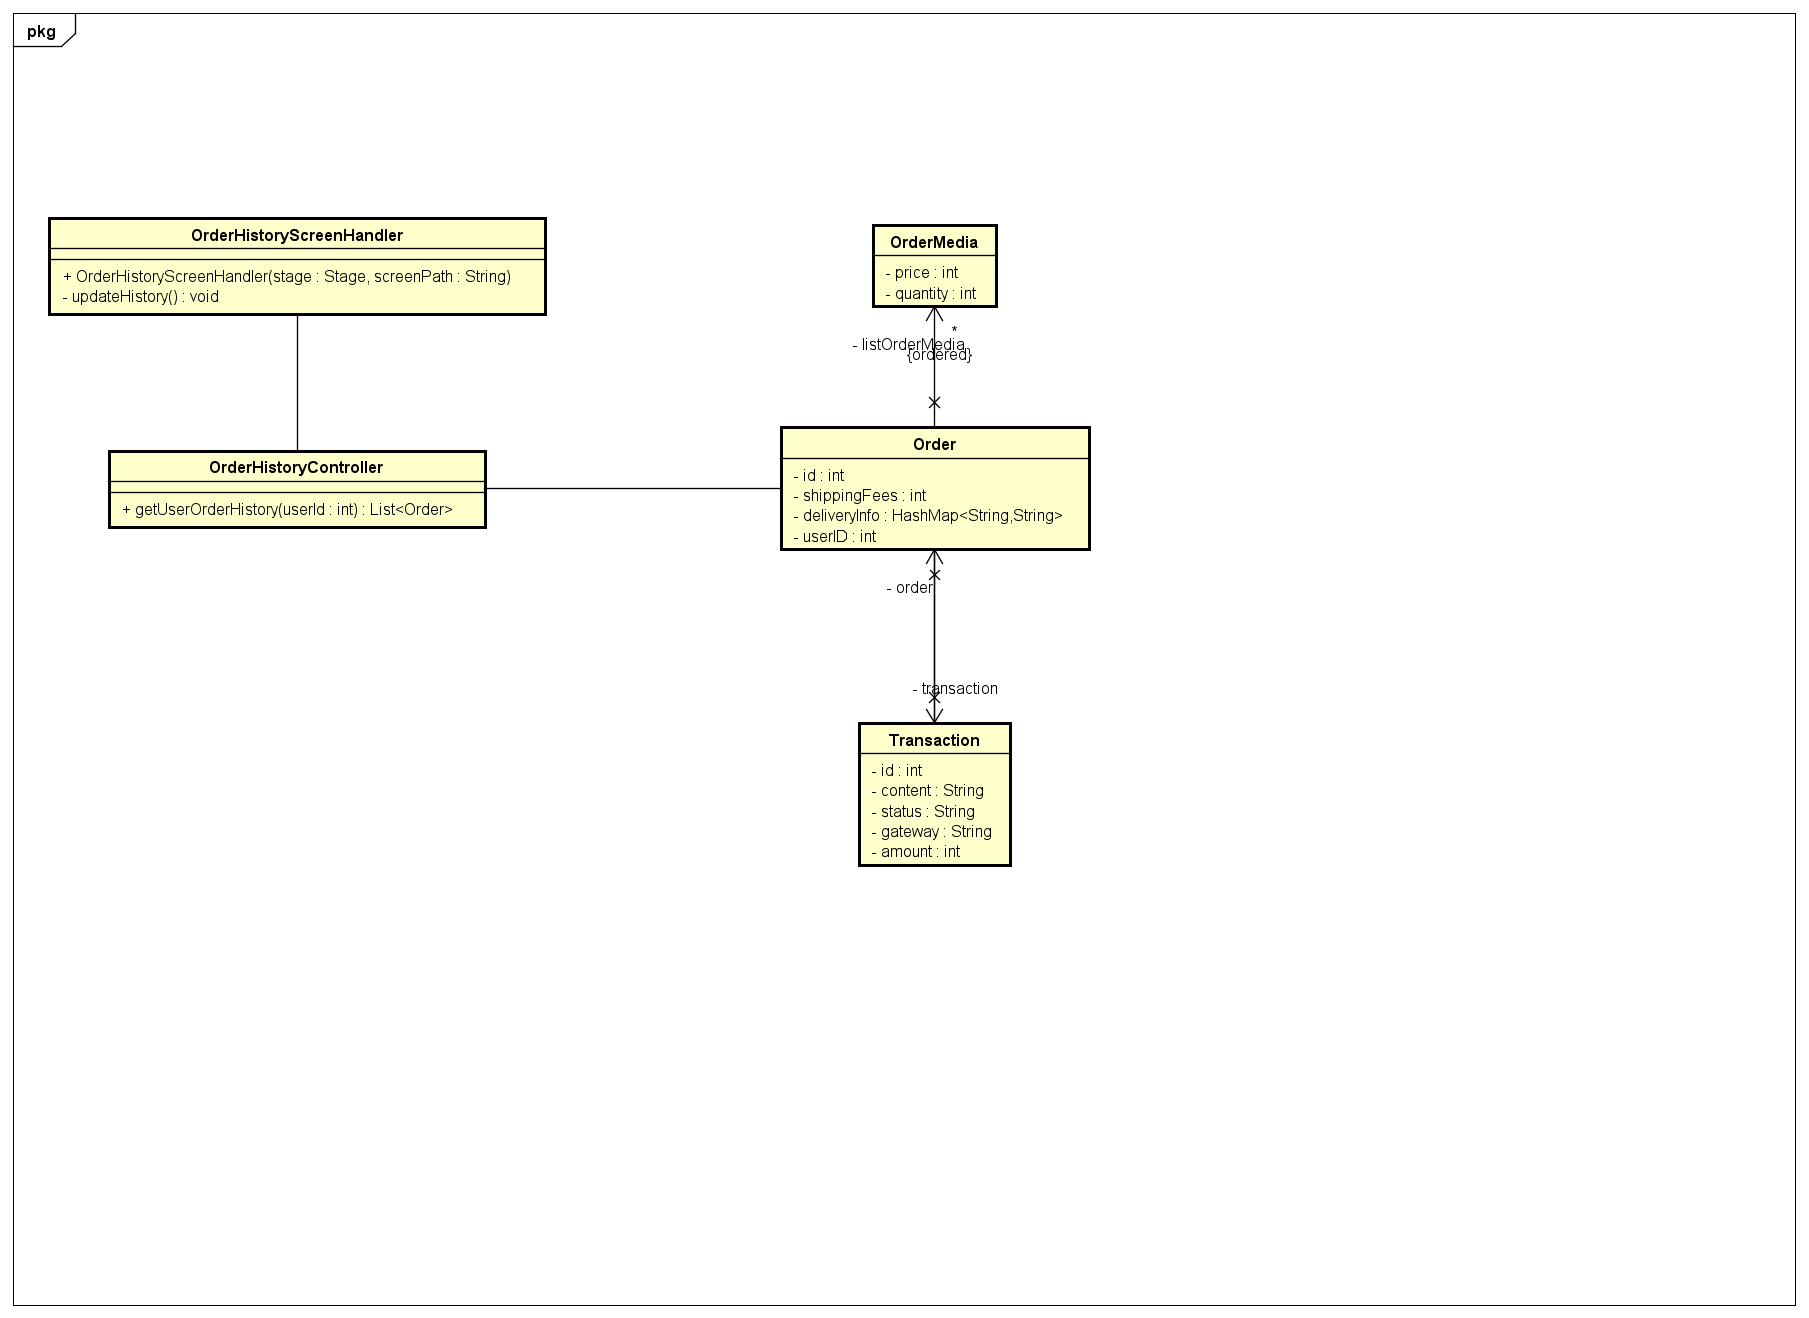 pkg
OrderHistoryScreenHandler
+ OrderHistoryScreenHandler(stage : Stage, screenPath : String)
- updateHistory() : void
OrderMedia
- price : int
- quantity : int
*
- listOrderMedia
{ordered}
OrderHistoryController
+ getUserOrderHistory(userId : int) : List<Order>
Order
- id : int
- shippingFees : int
- deliveryInfo : HashMap<String,String>
- userID : int
- order
- transaction
Transaction
- id : int
- content : String
- status : String
- gateway : String
- amount : int